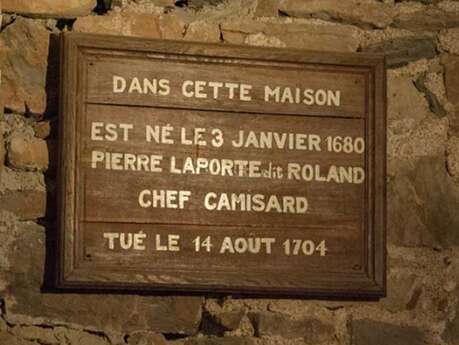 DANS CETTE MAISON
EST NÉ LE 3 JANVIER 1680
PIERRE LAPORTE dit ROLAND
CHEF CAMISARD
TUÉ LE 14 AOUT 1704